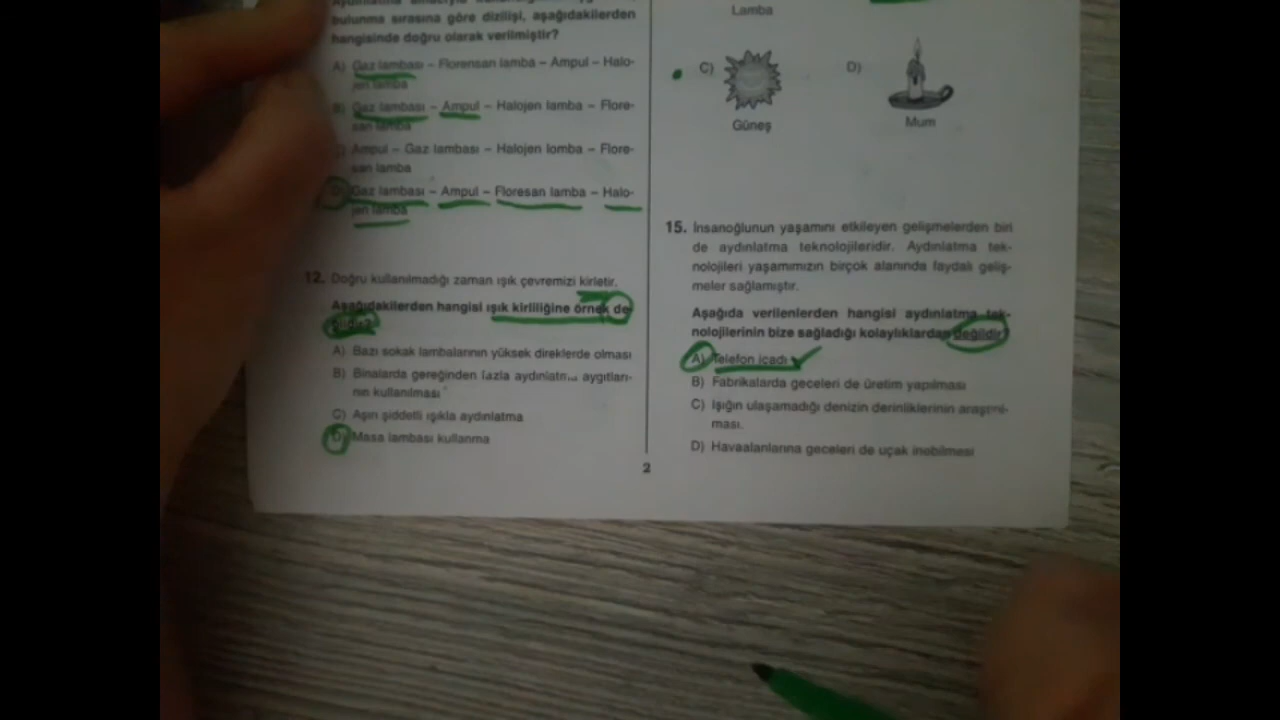 bulunma sırasına göre dizilişi, aşağıdakilerden
hangisinde doğru olarak verilmiştir?
A) Gaz lambası – Florensan lamba – Ampul – Halo-
jen lamba
B) Gaz lambası – Ampul – Halojen lamba – Flore-
san lamba
C) Ampul – Gaz lambası – Halojen lomba – Flore-
san lamba
D) Gaz lambası – Ampul – Floresan lamba – Halo-
jen lamba
12. Doğru kullanılmadığı zaman ışık çevremizi kirletir.
Aşağıdakilerden hangisi ışık kirliliğine örnek de-
ğildir?
A) Bazı sokak lambalarının yüksek direklerde olması
B) Binalarda gereğinden fazla aydınlatma aygıtları-
nın kullanılması
C) Aşırı şiddetli ışıkla aydınlatma
D) Masa lambası kullanma
Lamba
C)
D)
Güneş
Mum
15. İnsanoğlunun yaşamını etkileyen gelişmelerden biri
de aydınlatma teknolojileridir. Aydınlatma tek-
nolojileri yaşamımızın birçok alanında faydalı geliş-
meler sağlamıştır.
Aşağıda verilenlerden hangisi aydınlatma tek-
nolojilerinin bize sağladığı kolaylıklardan değildir?
A) Telefon icadı
B) Fabrikalarda geceleri de üretim yapılması
C) Işığın ulaşamadığı denizin derinliklerinin araştırıl-
ması.
D) Havaalanlarına geceleri de uçak inebilmesi
2